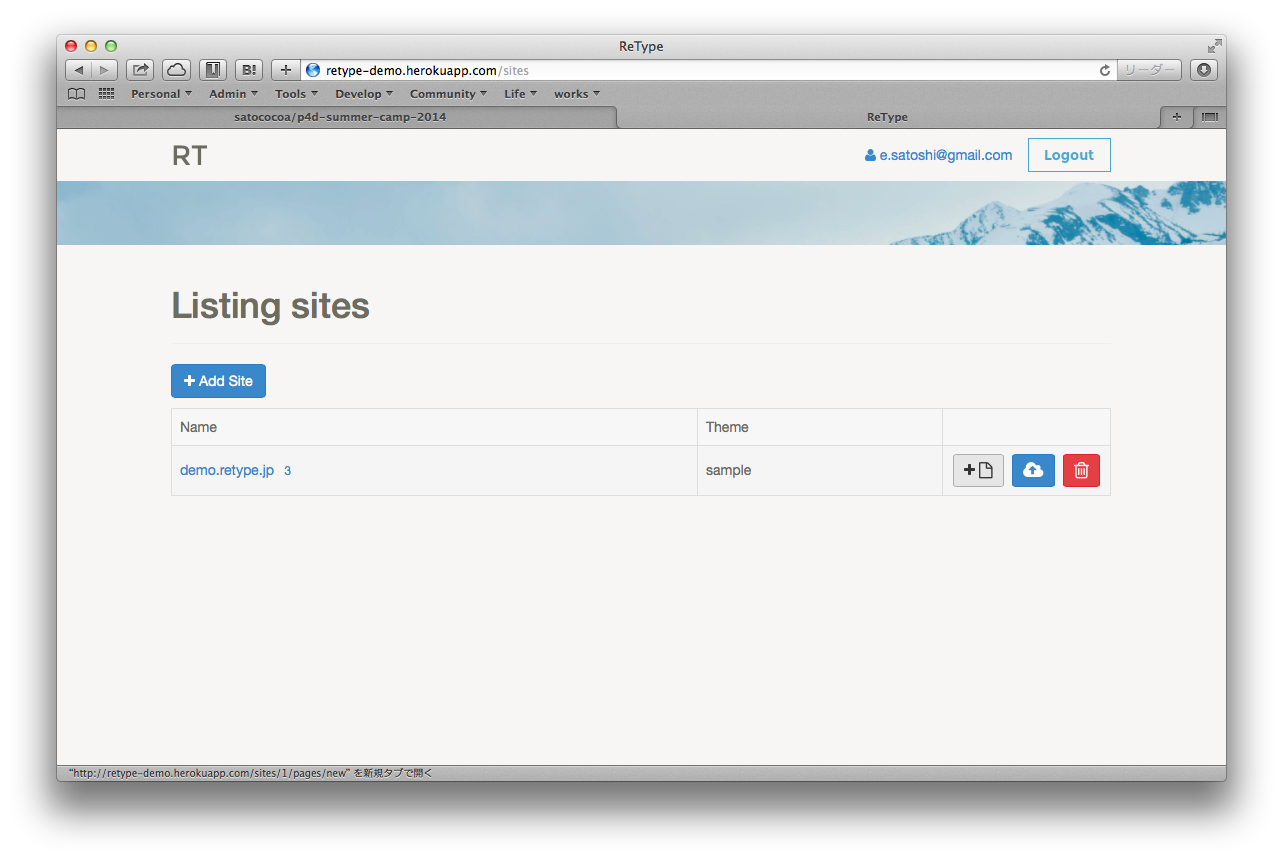 ReType
B!
retype-demo.herokuapp.com/sites
リーダー
Personal Admin Tools Develop Community Life works
satococoa/p4d-summer-camp-2014
ReType
RT
e.satoshi@gmail.com
Logout
Listing sites
+ Add Site
Name Theme
demo.retype.jp 3 sample
"http://retype-demo.herokuapp.com/sites/1/pages/new" を新規タブで開く